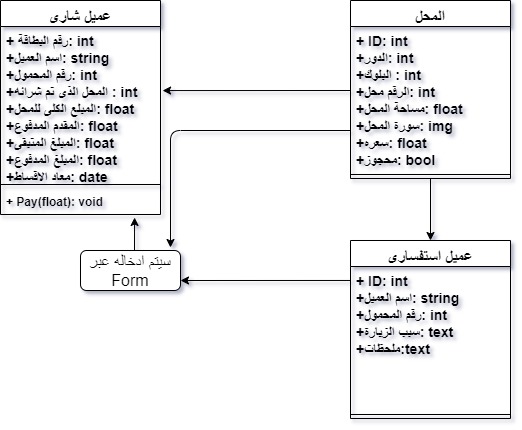 عميل شارى
+ رقم البطاقة: int
+ اسم العميل: string
+ رقم المحمول: int
+ المحل الذى تم شرائه: int
+ المبلغ الكلى للمحل: float
+ المقدم المدفوع: float
+ المبلغ المتبقى: float
+ المبلغ المدفوع: float
+ معاد الاقساط: date
+ Pay(float): void
المحل
+ ID: int
+ الدور: int
+ البلوك: int
+ الرقم محل: int
+ مساحة المحل: float
+ سورة المحل: img
+ سعره: float
+ محجوز: bool
سيتم ادخاله عبر
Form
عميل استفسارى
+ ID: int
+ اسم العميل: string
+ رقم المحمول: int
+ سبب الزيارة: text
+ملحظات:text